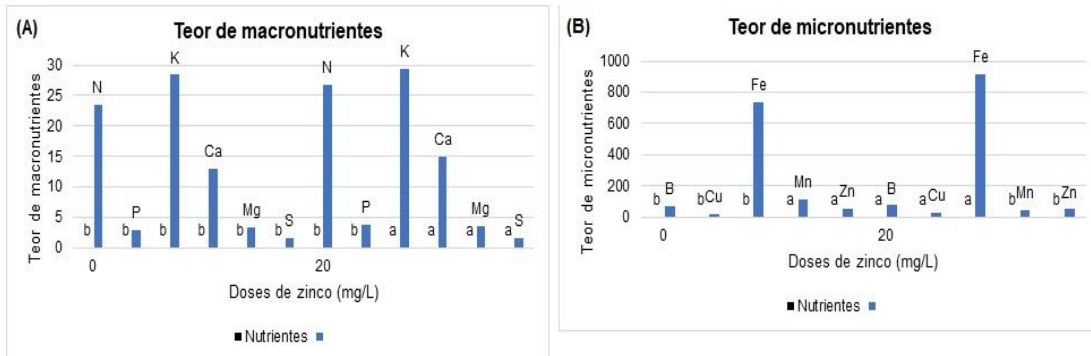 (A)
Teor de macronutrientes
Teor de macronutrientes
30
25
20
15
10
5
0
N
P
K
Ca
Mg
S
N
P
K
Ca
Mg
S
b b b b b b b b a a a a
0 20
Doses de zinco (mg/L)
Nutrientes
(B)
Teor de micronutrientes
Teor de micronutrientes
1000
800
600
400
200
0
B
Cu
Fe
Mn
Zn
B
Cu
Fe
Mn
Zn
b b b a a a a a b b
0 20
Doses de zinco (mg/L)
Nutrientes